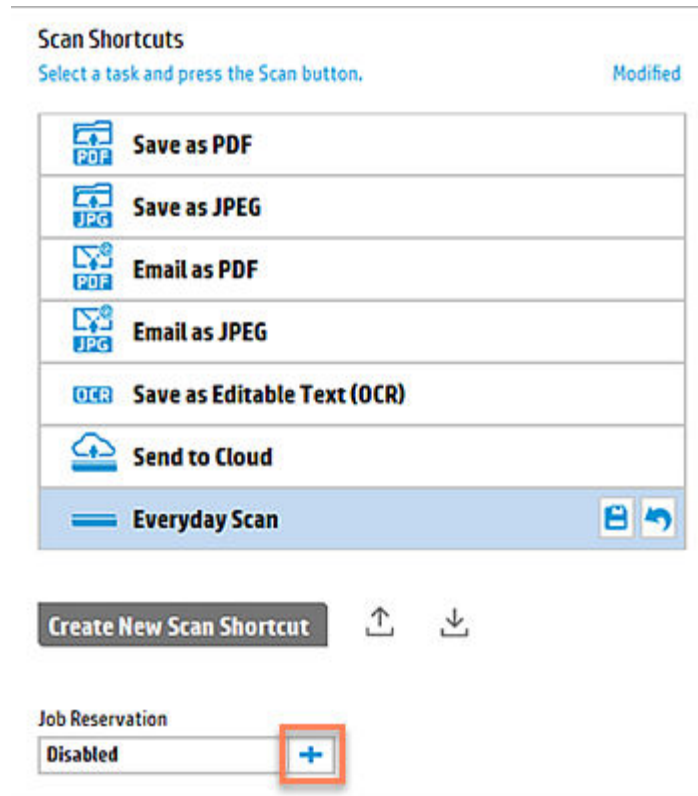 Scan Shortcuts
Select a task and press the Scan button. Modified
PDF Save as PDF
JPG Save as JPEG
PDF Email as PDF
JPG Email as JPEG
OCR Save as Editable Text (OCR)
Send to Cloud
Everyday Scan
Create New Scan Shortcut
Job Reservation
Disabled